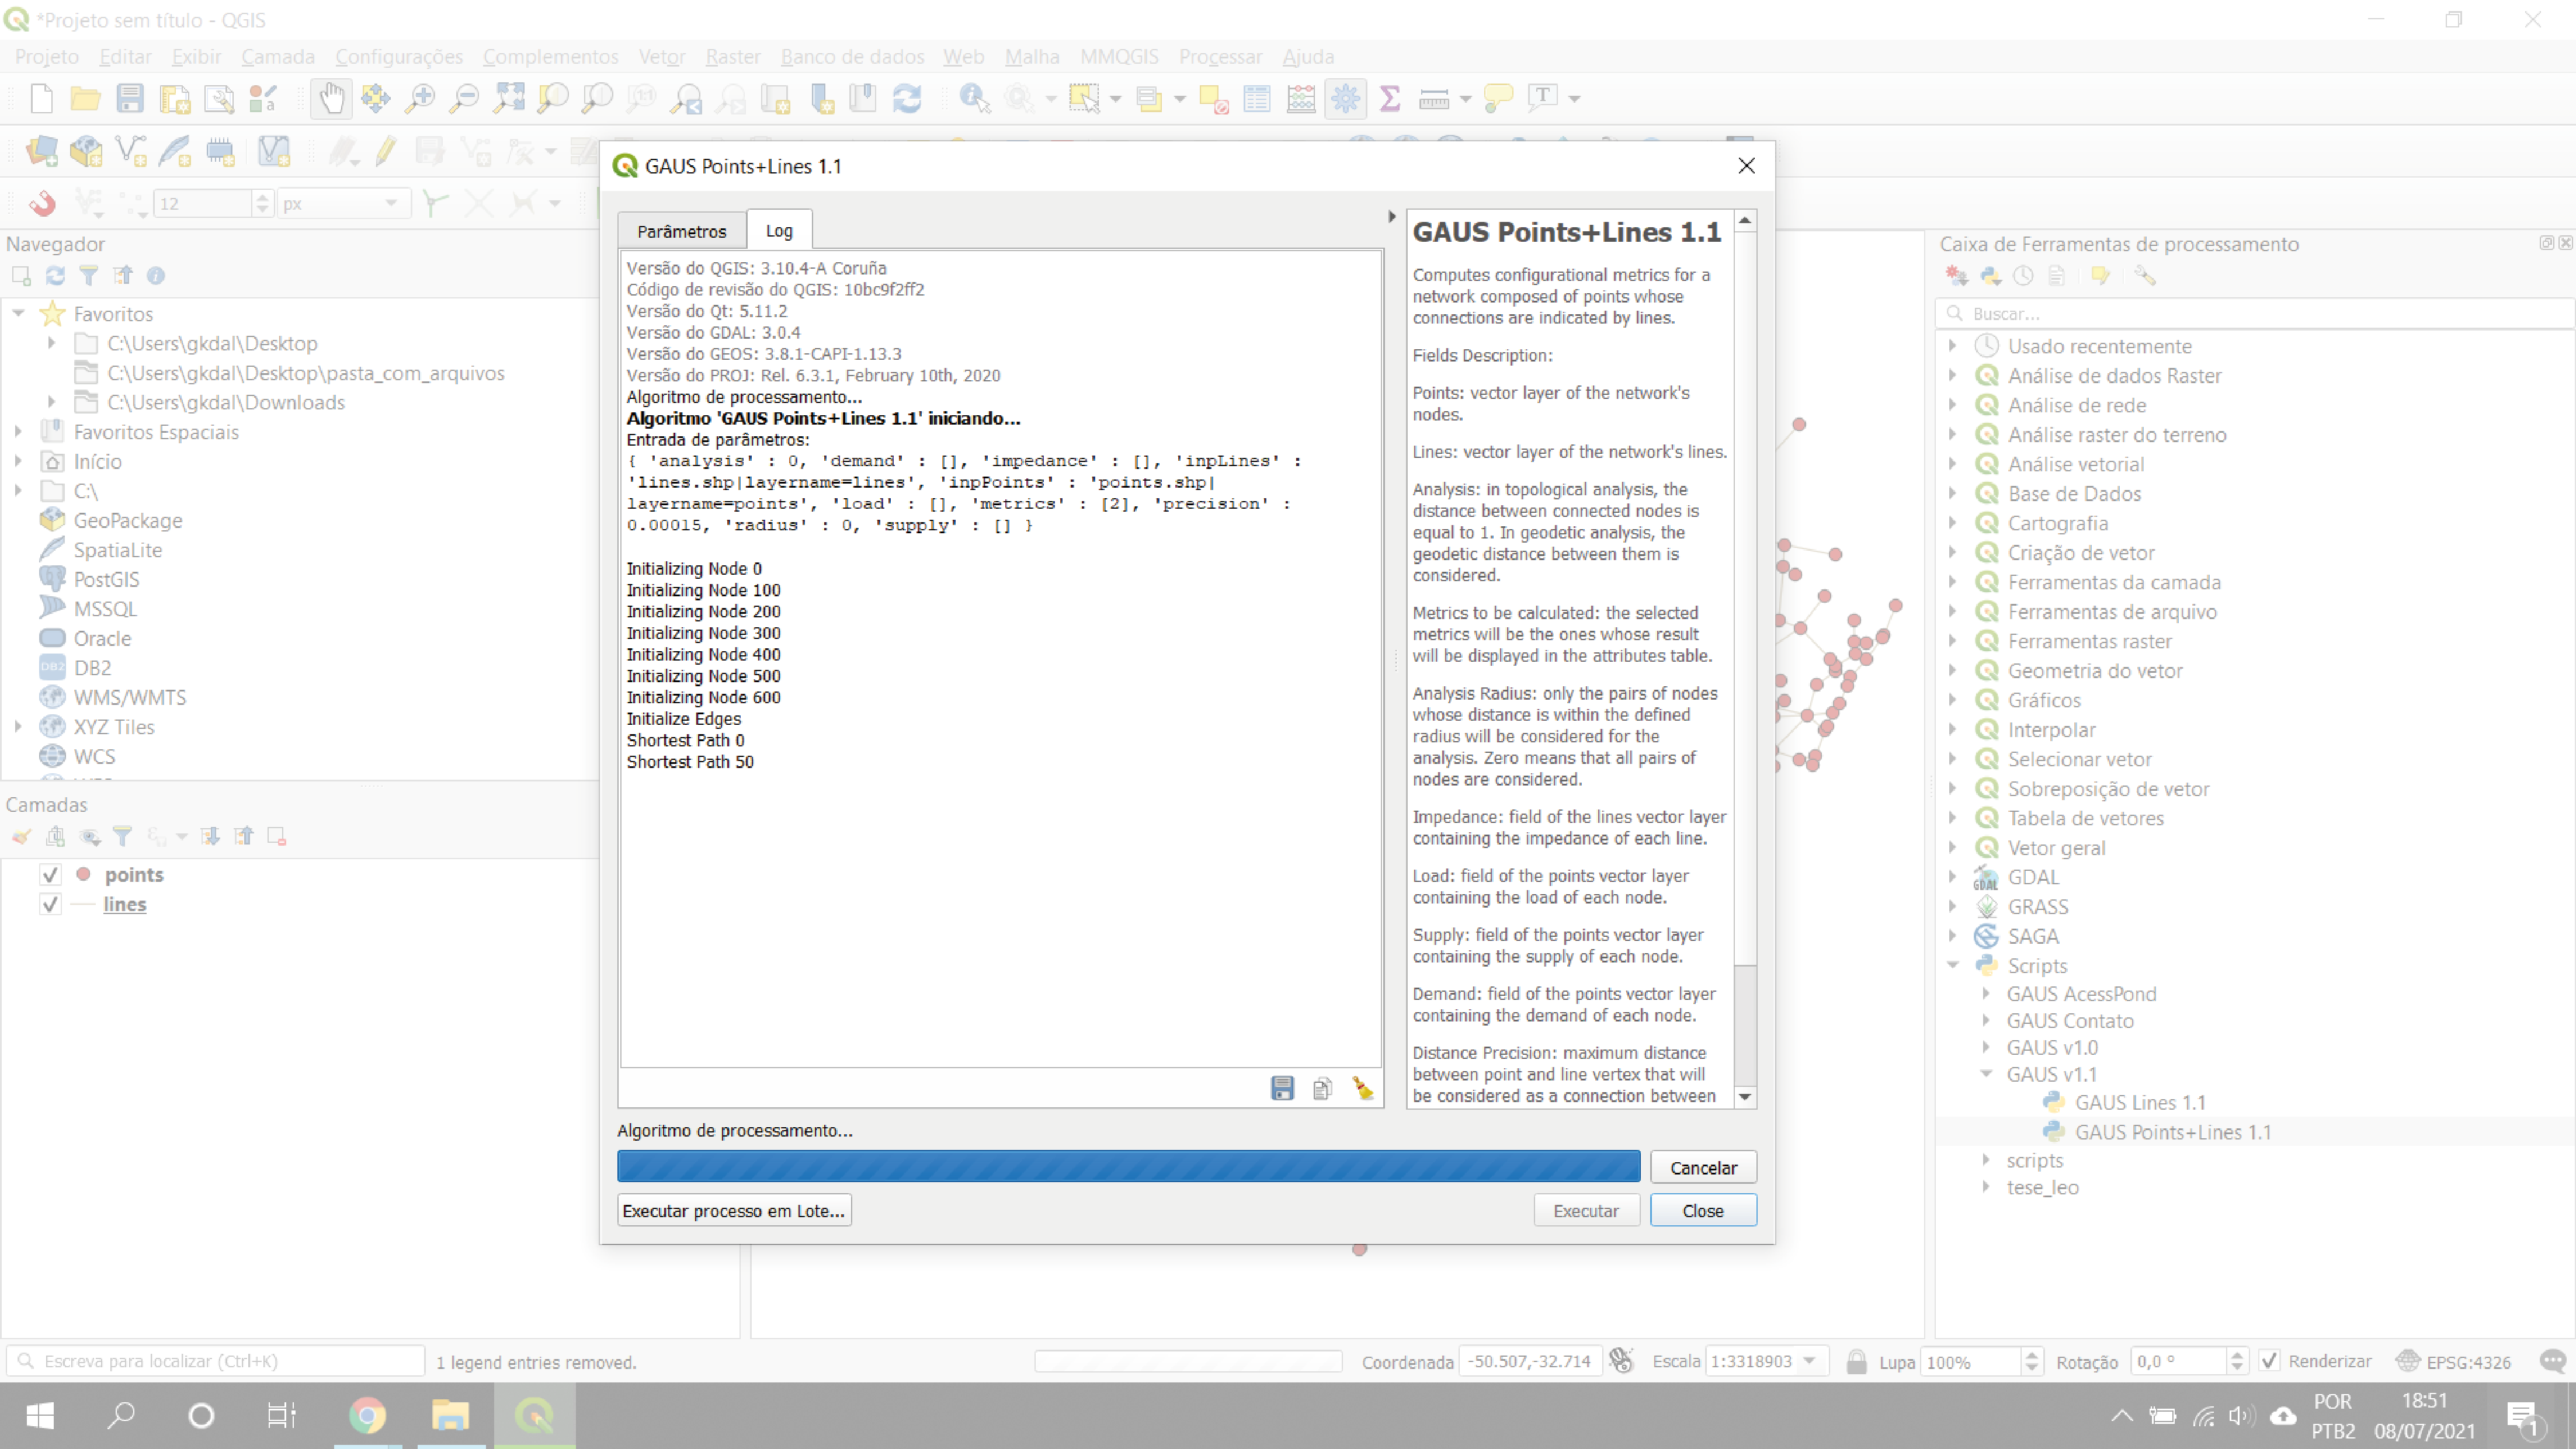 *Projeto sem título - QGIS
Projeto Editar Exibir Camada Configurações Complementos Vetor Raster Banco de dados Web Malha MMQGIS Processar Ajuda
12 px
Navegador
Favoritos
C:\Users\gkdal\Desktop
C:\Users\gkdal\Desktop\pasta_com_arquivos
C:\Users\gkdal\Downloads
Favoritos Espaciais
Início
C:\
GeoPackage
SpatiaLite
PostGIS
MSSQL
Oracle
DB2 DB2
WMS/WMTS
XYZ Tiles
WCS
Camadas
points
lines
GAUS Points+Lines 1.1
Parâmetros Log
Versão do QGIS: 3.10.4-A Coruña
Código de revisão do QGIS: 10bc9f2ff2
Versão do Qt: 5.11.2
Versão do GDAL: 3.0.4
Versão do GEOS: 3.8.1-CAPI-1.13.3
Versão do PROJ: Rel. 6.3.1, February 10th, 2020
Algoritmo de processamento...
Algoritmo 'GAUS Points+Lines 1.1' iniciando...
Entrada de parâmetros:
{ 'analysis' : 0, 'demand' : [], 'impedance' : [], 'inpLines' :
'lines.shp|layername=lines', 'inpPoints' : 'points.shp|
layername=points', 'load' : [], 'metrics' : [2], 'precision' :
0.00015, 'radius' : 0, 'supply' : [] }
Initializing Node 0
Initializing Node 100
Initializing Node 200
Initializing Node 300
Initializing Node 400
Initializing Node 500
Initializing Node 600
Initialize Edges
Shortest Path 0
Shortest Path 50
GAUS Points+Lines 1.1
Computes configurational metrics for a
network composed of points whose
connections are indicated by lines.
Fields Description:
Points: vector layer of the network's
nodes.
Lines: vector layer of the network's lines.
Analysis: in topological analysis, the
distance between connected nodes is
equal to 1. In geodetic analysis, the
geodetic distance between them is
considered.
Metrics to be calculated: the selected
metrics will be the ones whose result
will be displayed in the attributes table.
Analysis Radius: only the pairs of nodes
whose distance is within the defined
radius will be considered for the
analysis. Zero means that all pairs of
nodes are considered.
Impedance: field of the lines vector layer
containing the impedance of each line.
Load: field of the points vector layer
containing the load of each node.
Supply: field of the points vector layer
containing the supply of each node.
Demand: field of the points vector layer
containing the demand of each node.
Distance Precision: maximum distance
between point and line vertex that will
be considered as a connection between
Algoritmo de processamento...
Cancelar
Executar processo em Lote...
Executar
Close
Caixa de Ferramentas de processamento
Buscar...
Usado recentemente
Análise de dados Raster
Análise de rede
Análise raster do terreno
Análise vetorial
Base de Dados
Cartografia
Criação de vetor
Ferramentas da camada
Ferramentas de arquivo
Ferramentas raster
Geometria do vetor
Gráficos
Interpolar
Selecionar vetor
Sobreposição de vetor
Tabela de vetores
Vetor geral
GDAL GDAL
GRASS
SAGA
Scripts
GAUS AcessPond
GAUS Contato
GAUS v1.0
GAUS v1.1
GAUS Lines 1.1
GAUS Points+Lines 1.1
scripts
tese_leo
Escreva para localizar (Ctrl+K) 1 legend entries removed. Coordenada -50.507,-32.714 Escala 1:3318903 Lupa 100% Rotação 0,0 ° Renderizar EPSG:4326
POR
PTB2
18:51
08/07/2021
1